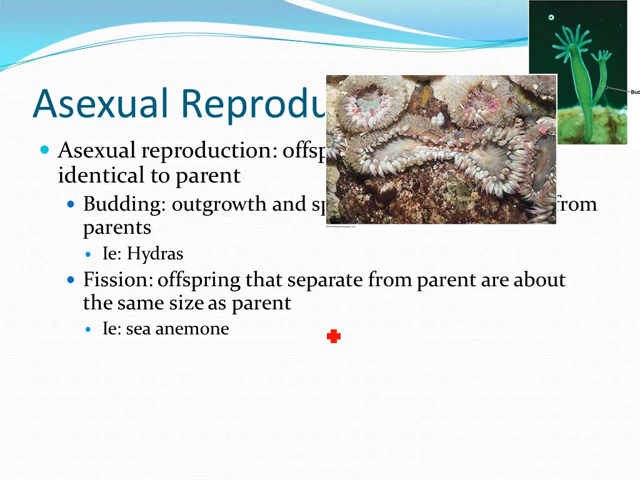 Asexual Reprodu
Bud
Asexual reproduction: offsp
identical to parent
Budding: outgrowth and sp from
parents
Ie: Hydras
Fission: offspring that separate from parent are about
the same size as parent
Ie: sea anemone